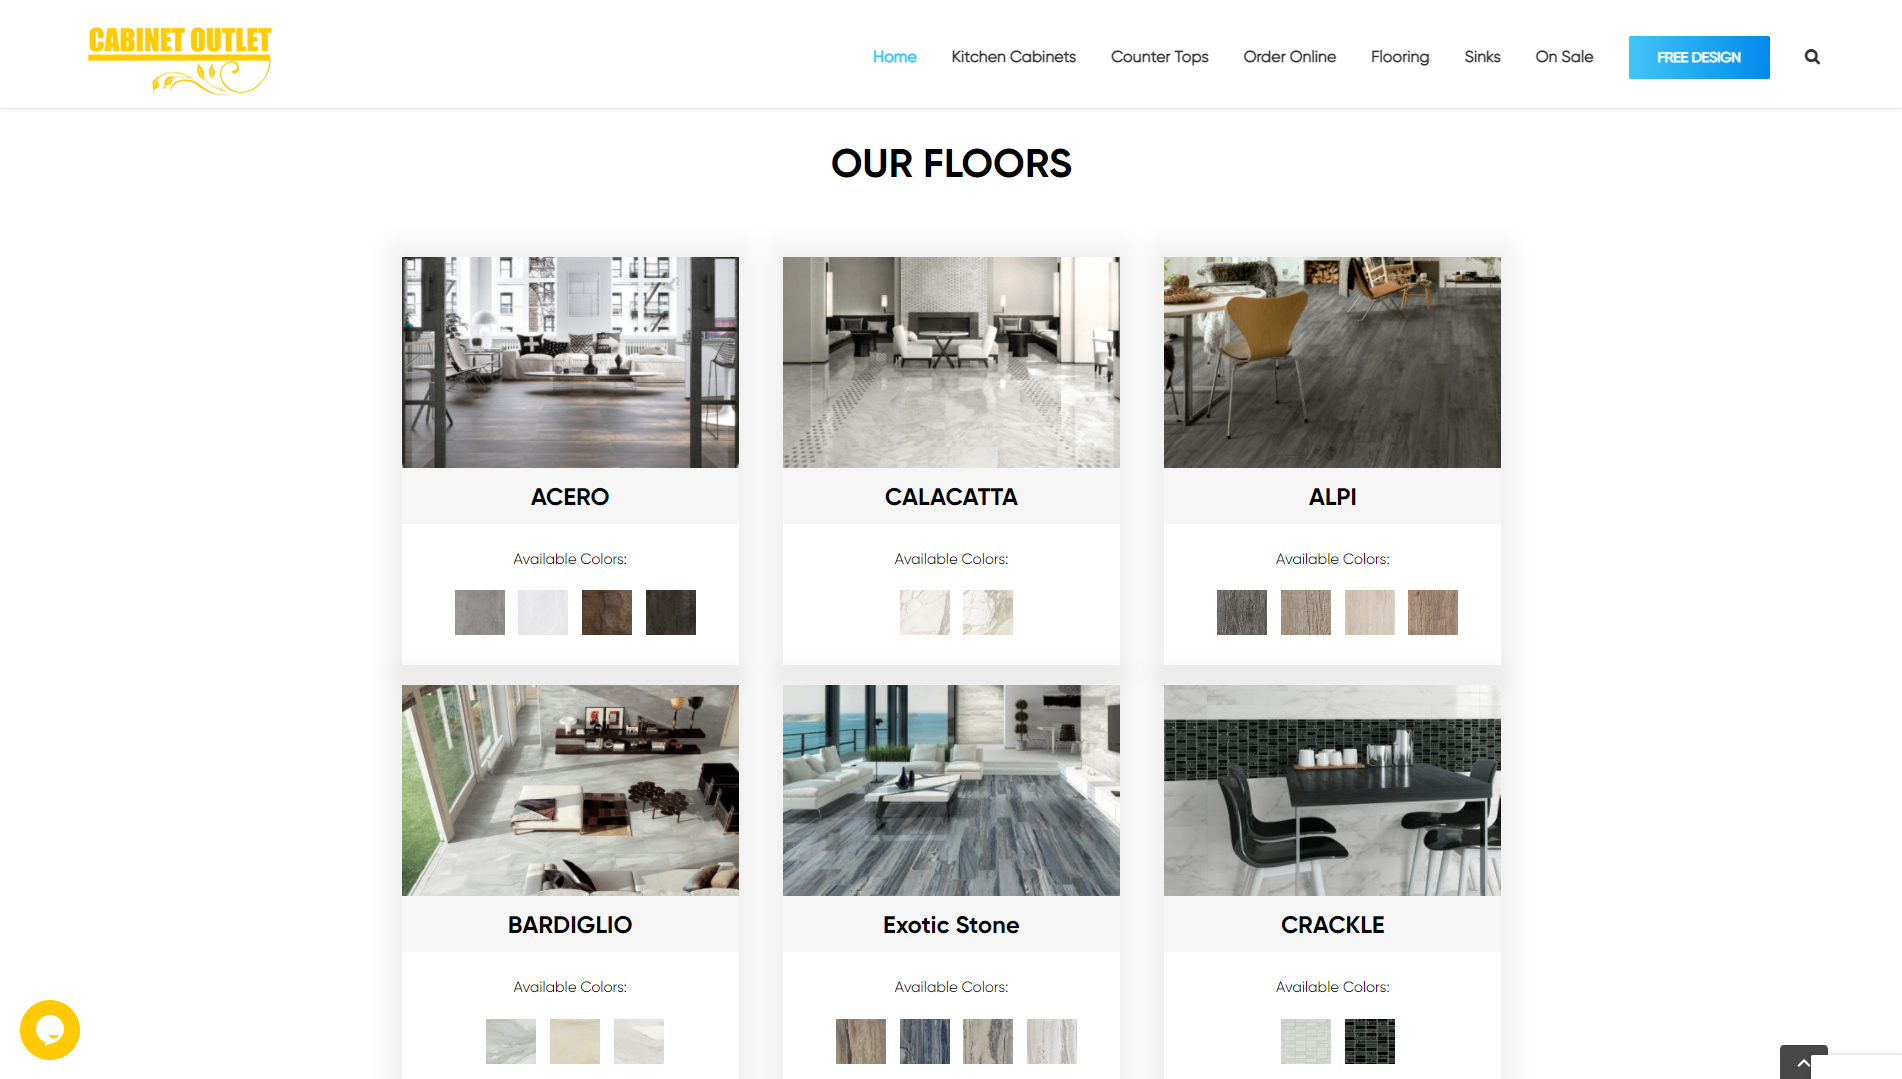 CABINET OUTLET
Home Kitchen Cabinets Counter Tops Order Online Flooring Sinks On Sale FREE DESIGN
OUR FLOORS
ACERO CALACATTA ALPI
Available Colors: Available Colors: Available Colors:
BARDIGLIO Exotic Stone CRACKLE
Available Colors: Available Colors: Available Colors: